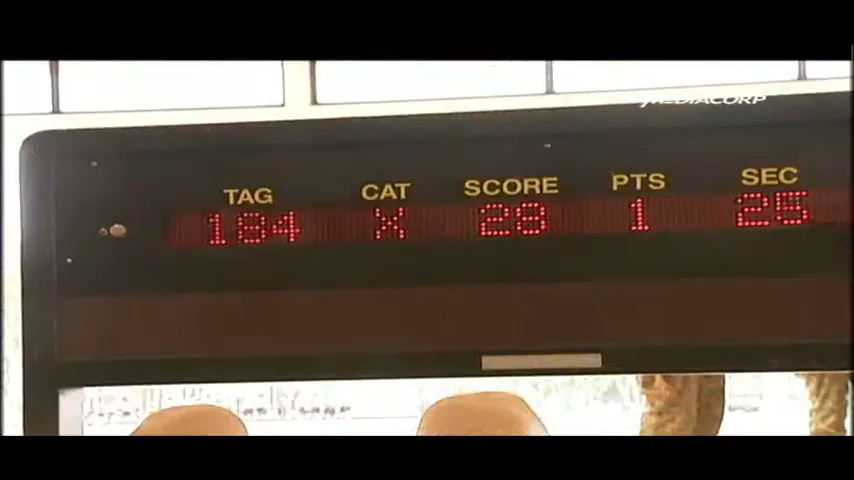 MEDIACORP
TAG CAT SCORE PTS SEC
184 X 28 1 25